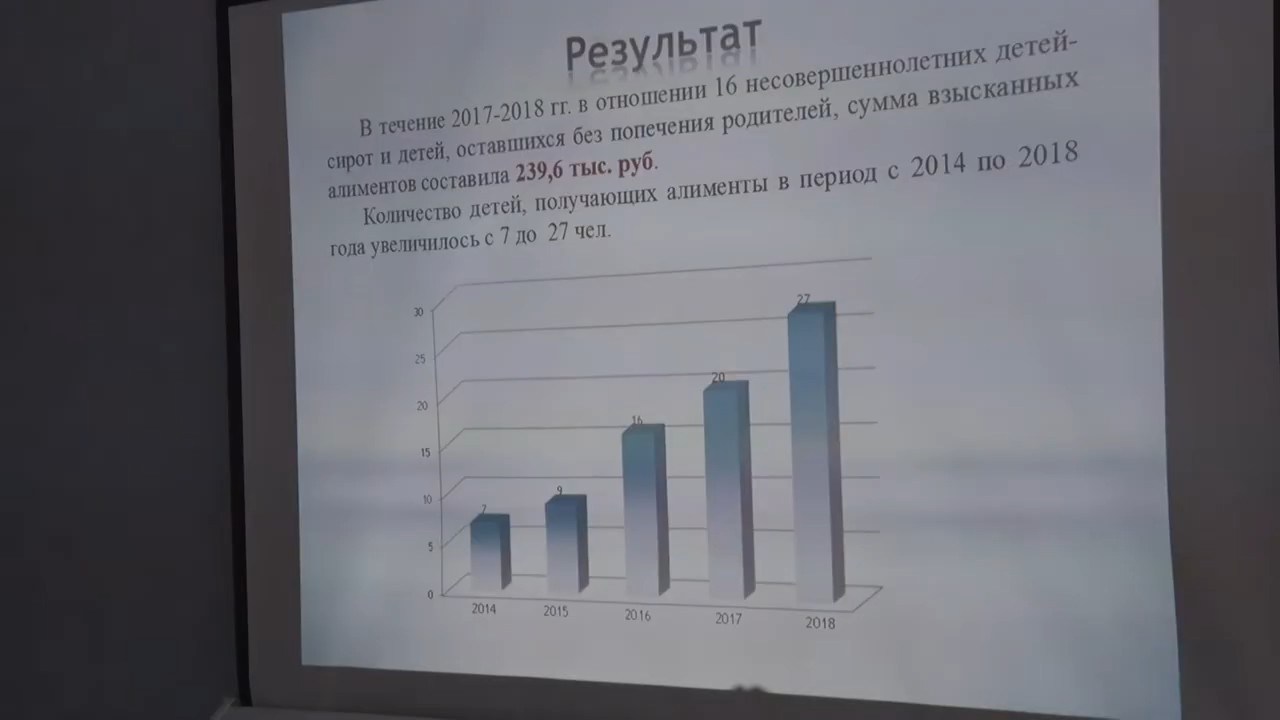 Результат
В течение 2017-2018 гг. в отношении 16 несовершеннолетних детей-
сирот и детей, оставшихся без попечения родителей, сумма взысканных
алиментов составила 239,6 тыс. руб.
Количество детей, получающих алименты в период с 2014 по 2018
года увеличилось с 7 до 27 чел.
30
25
20
15
10
5
0
7
9
16
20
27
2014
2015
2016
2017
2018